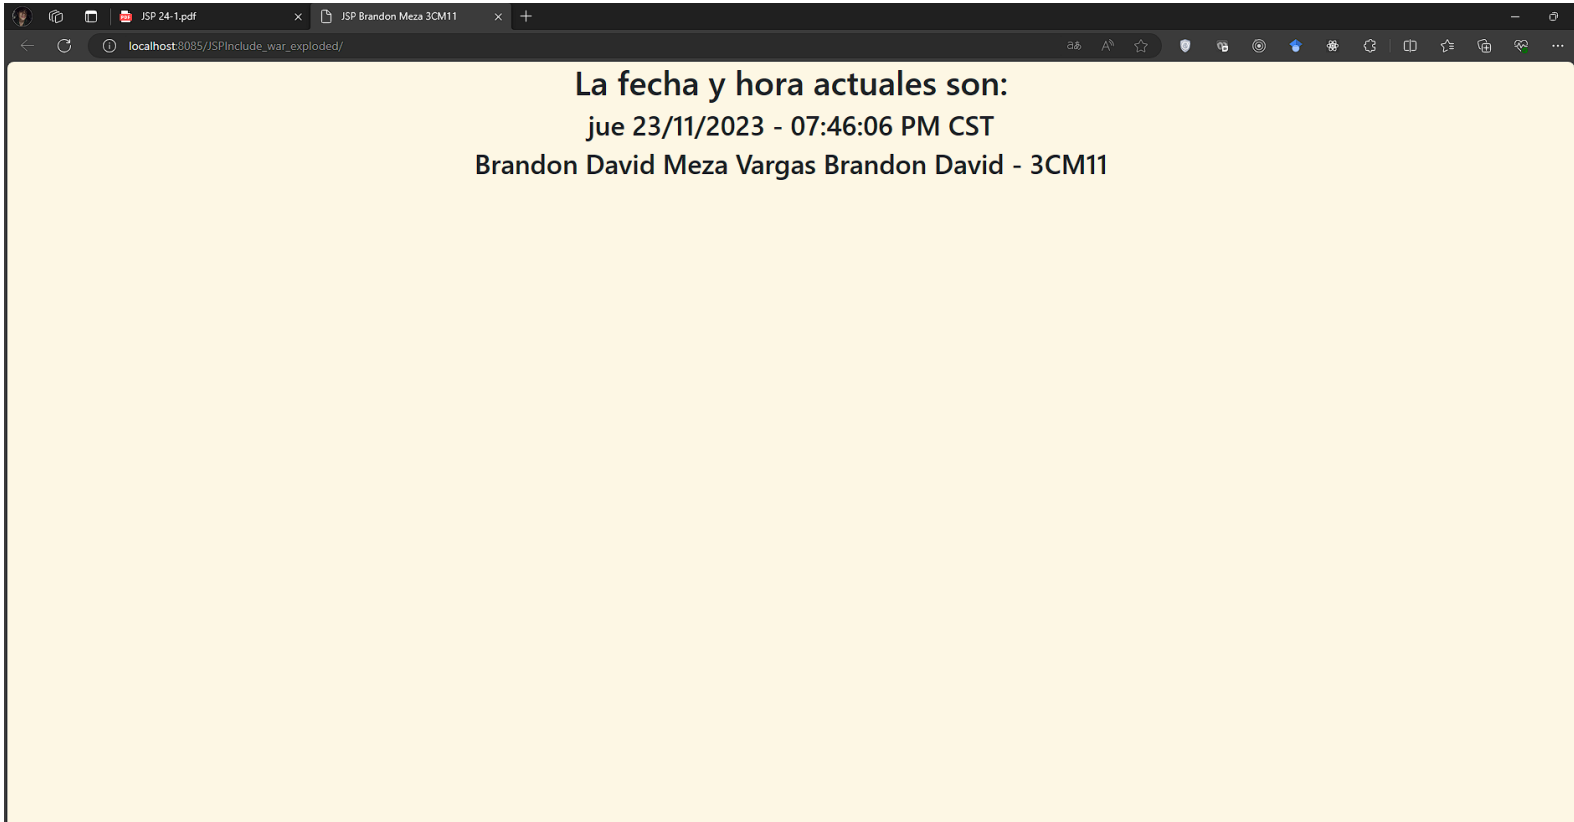 JSP 24-1.pdf
JSP Brandon Meza 3CM11
localhost:8085/JSPInclude_war_exploded/
La fecha y hora actuales son:
jue 23/11/2023 - 07:46:06 PM CST
Brandon David Meza Vargas Brandon David - 3CM11